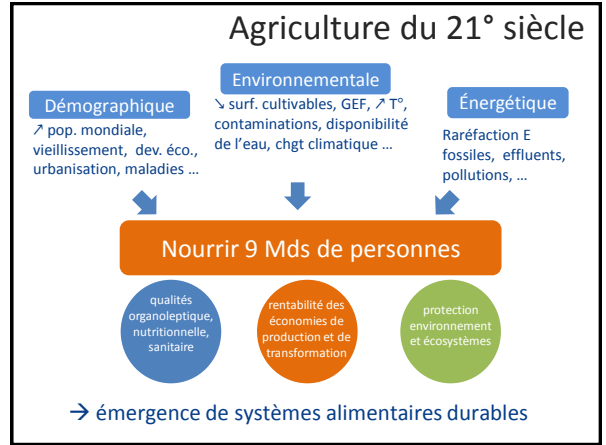 Agriculture du 21° siècle
Démographique
↗ pop. mondiale,
vieillissement, dev. éco.,
urbanisation, maladies ...
Environnementale
↘ surf. cultivables, GEF, ↗ T°,
contaminations, disponibilité
de l'eau, chgt climatique ...
Énergétique
Raréfaction E
fossiles, effluents,
pollutions, ...
Nourrir 9 Mds de personnes
qualités
organoleptique,
nutritionnelle,
sanitaire
rentabilité des
économies de
production et de
transformation
protection
environnement
et écosystèmes
→ émergence de systèmes alimentaires durables